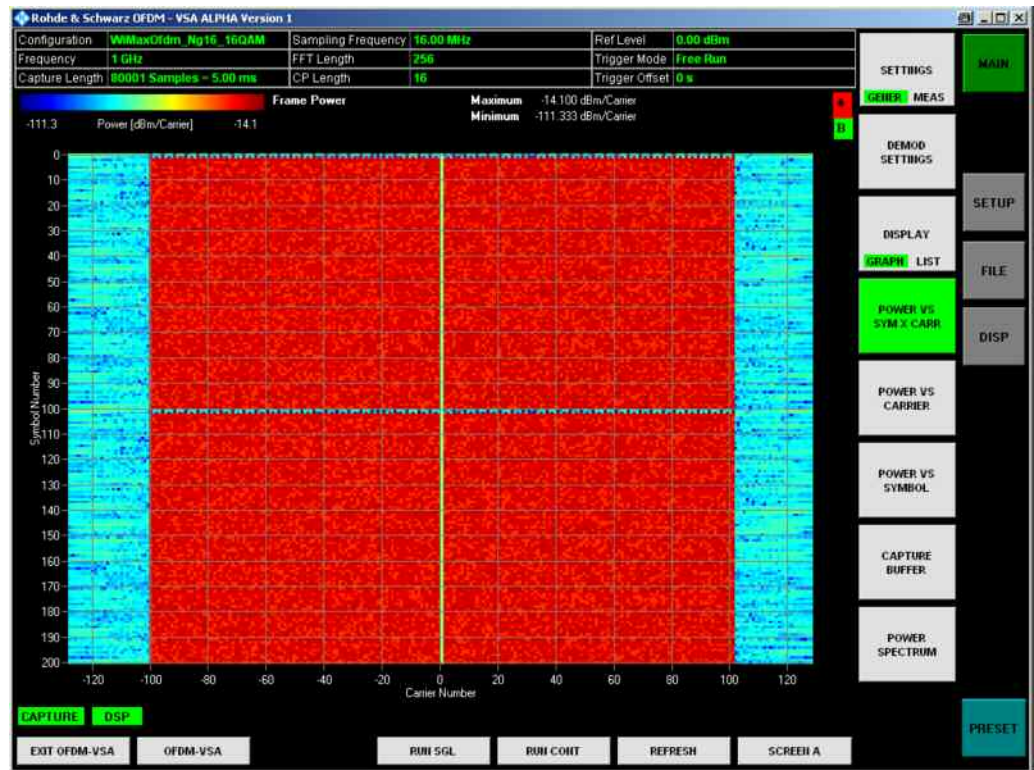 Rohde & Schwarz OFDM - VSA ALPHA Version 1
Configuration WiMaxOfdm_Ng16_16QAM Sampling Frequency 16.00 MHz Ref Level 0.00 dBm
Frequency 1 GHz FFT Length 256 Trigger Mode Free Run
Capture Length 80001 Samples = 5.00 ms CP Length 16 Trigger Offset 0 s
Frame Power Maximum -14.100 dBm/Carrier
Minimum -111.333 dBm/Carrier
-111.3 Power [dBm/Carrier] -14.1
A
B
0
10
20
30
40
50
60
70
80
90
100
110
120
130
140
150
160
170
180
190
200
Symbol Number
-120 -100 -80 -60 -40 -20 0 20 40 60 80 100 120
Carrier Number
SETTINGS
GENER MEAS
DEMOD
SETTINGS
DISPLAY
GRAPH LIST
POWER VS
SYM X CARR
POWER VS
CARRIER
POWER VS
SYMBOL
CAPTURE
BUFFER
POWER
SPECTRUM
MAIN
SETUP
FILE
DISP
PRESET
CAPTURE DSP
EXIT OFDM-VSA OFDM-VSA RUN SGL RUN CONT REFRESH SCREEN A